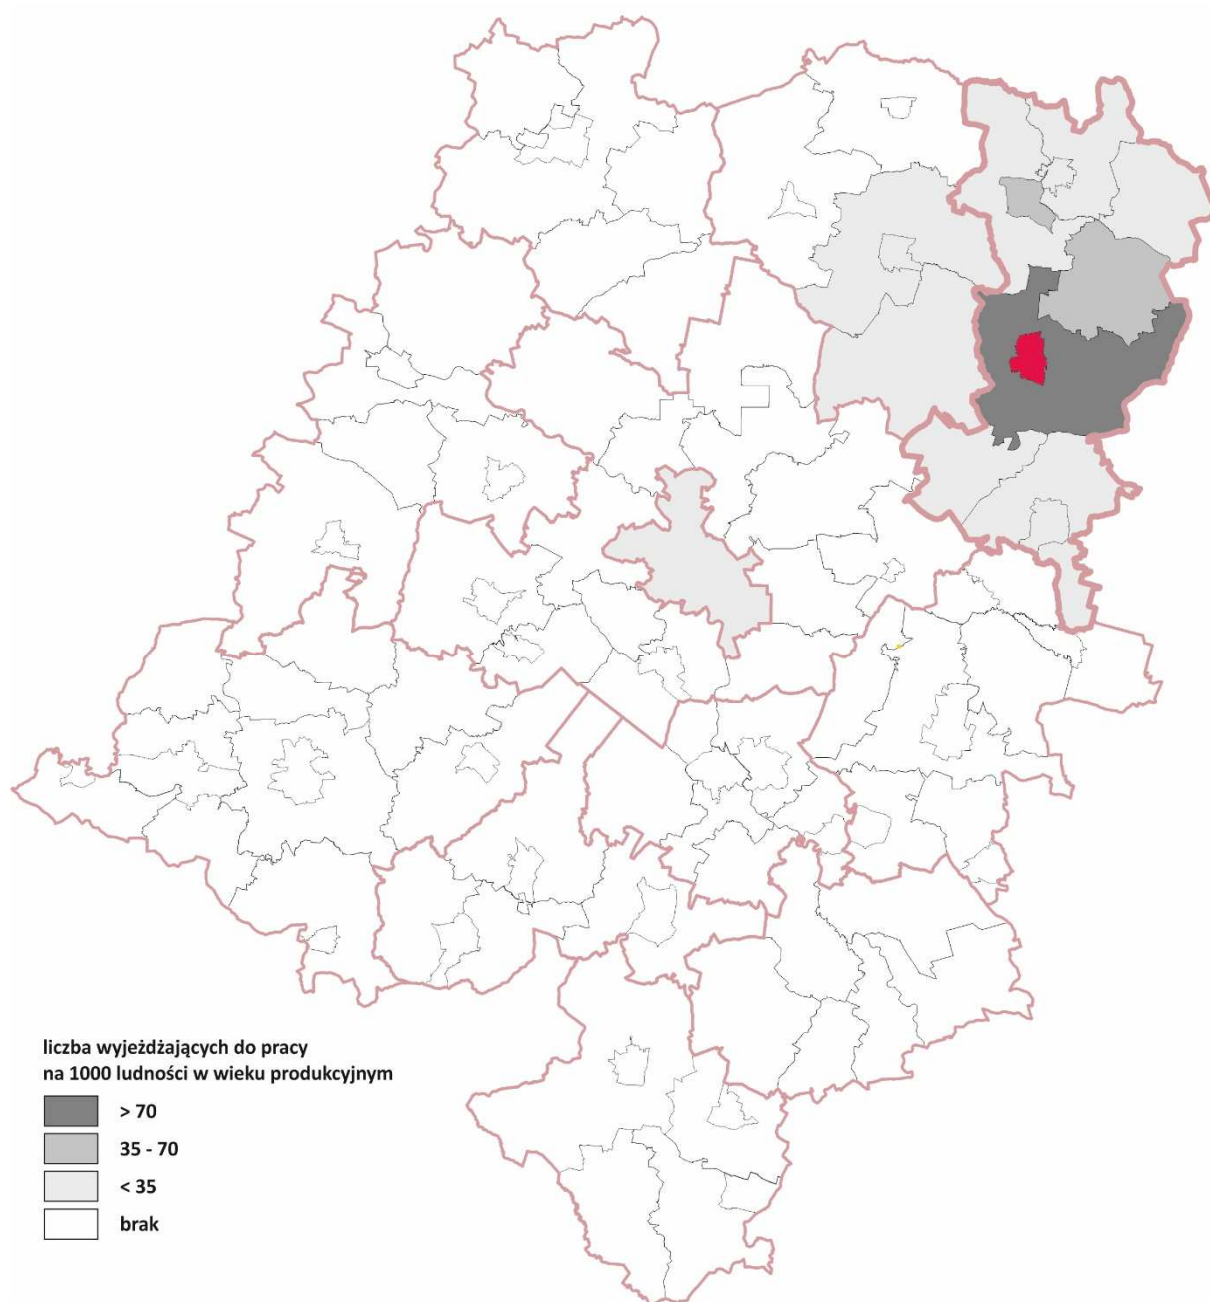 liczba wyjeżdżających do pracy
na 1000 ludności w wieku produkcyjnym
> 70
35 - 70
< 35
brak